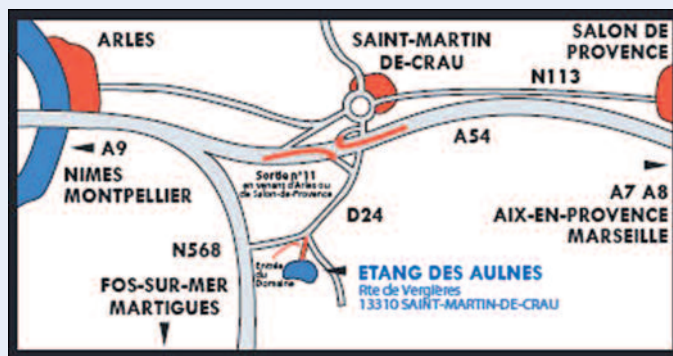 ARLES
SAINT-MARTIN
DE-CRAU
SALON DE
PROVENCE
N113
A9
NIMES
MONTPELLIER
A54
Sortie n°11
en venant d'Arles ou
de Salon-de-Provence
A7 A8
AIX-EN-PROVENCE
MARSEILLE
D24
N568
FOS-SUR-MER
MARTIGUES
Entrée
du
Domaine
ETANG DES AULNES
Rte de Vergières
13310 SAINT-MARTIN-DE-CRAU